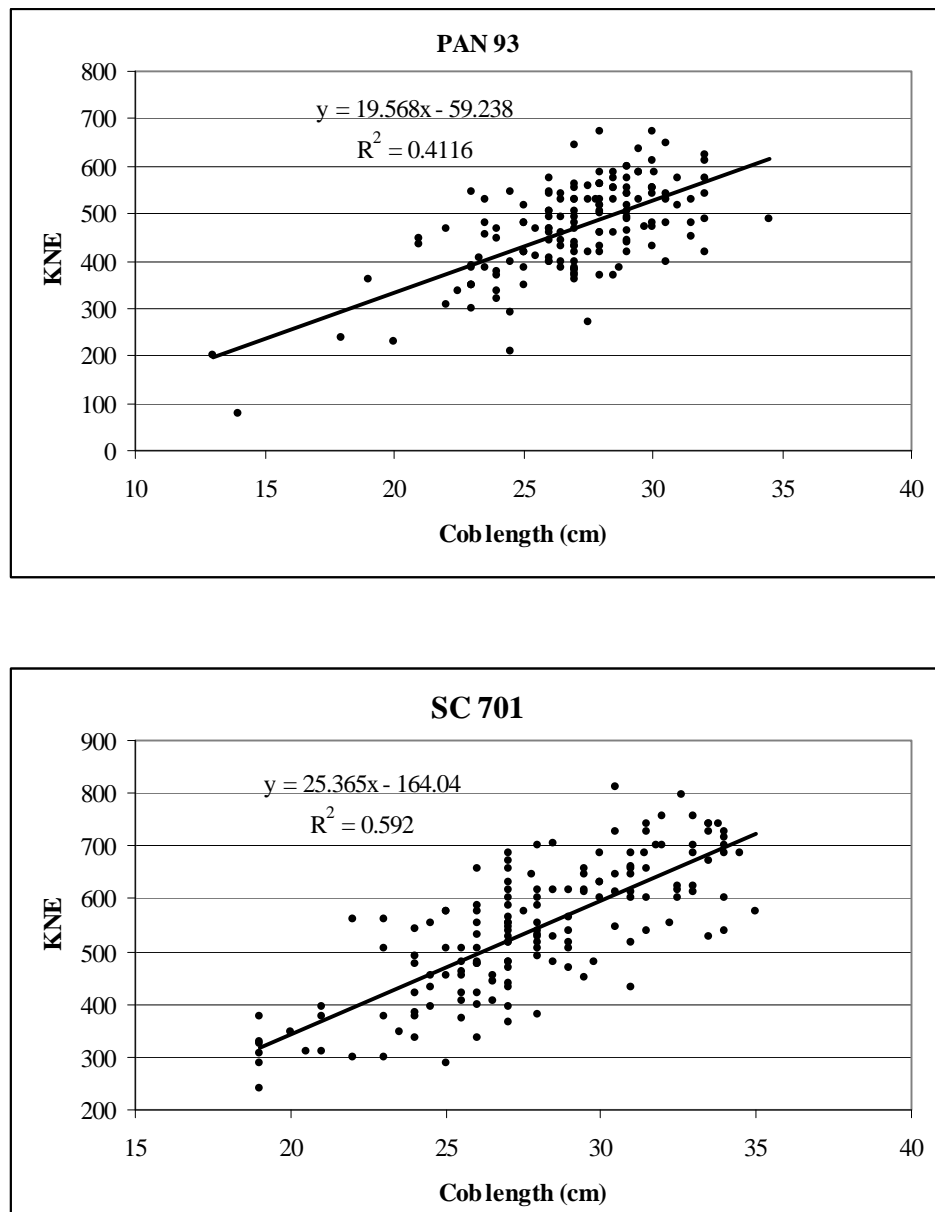 PAN 93
800
700
600
500
400
300
200
100
0
KNE
y = 19.568x - 59.238
R² = 0.4116
10 15 20 25 30 35 40
Cob length (cm)
SC 701
900
800
700
600
500
400
300
200
KNE
y = 25.365x - 164.04
R² = 0.592
15 20 25 30 35 40
Cob length (cm)